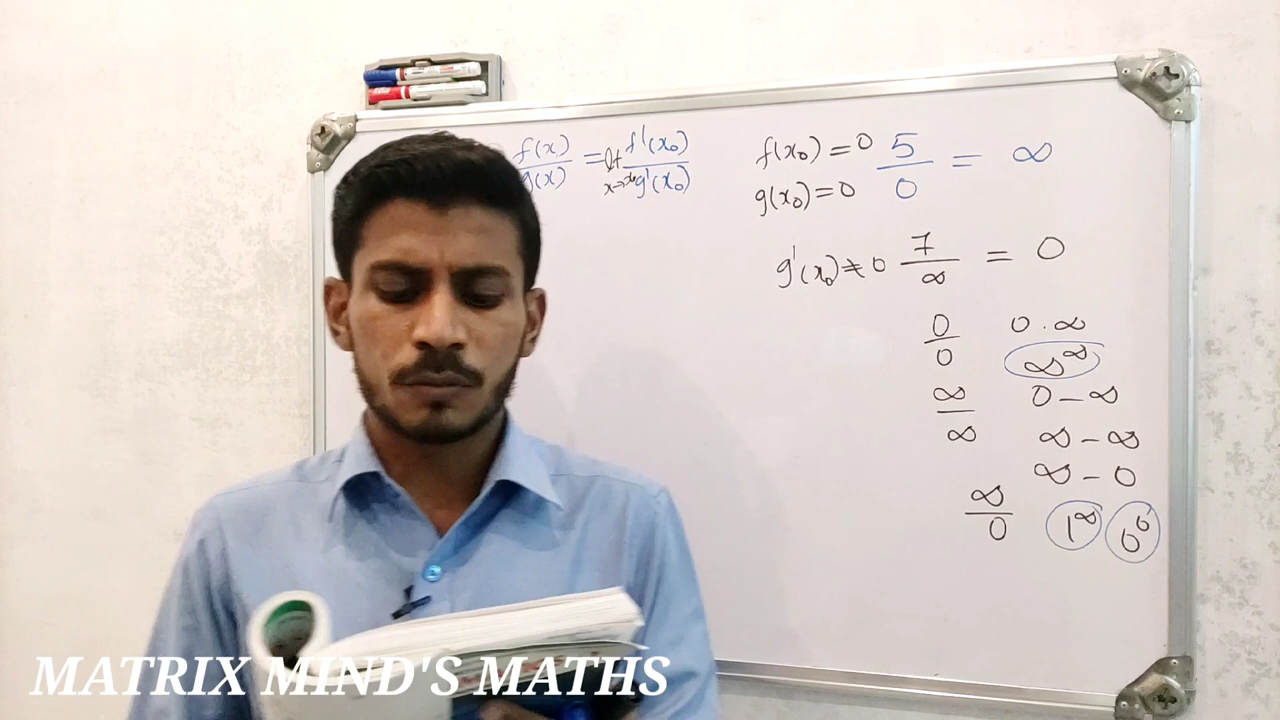 f(x)/g(x) = lt x→x₀ f'(x₀)/g'(x₀)
f(x₀) = 0
g(x₀) = 0
5/0 = ∞
g'(x₀) ≠ 0
7/∞ = 0
0/0
0 . ∞
∞^∞
∞/∞
0 − ∞
∞ − ∞
∞ − 0
∞/0
1^∞ 0^0
MATRIX MIND'S MATHS